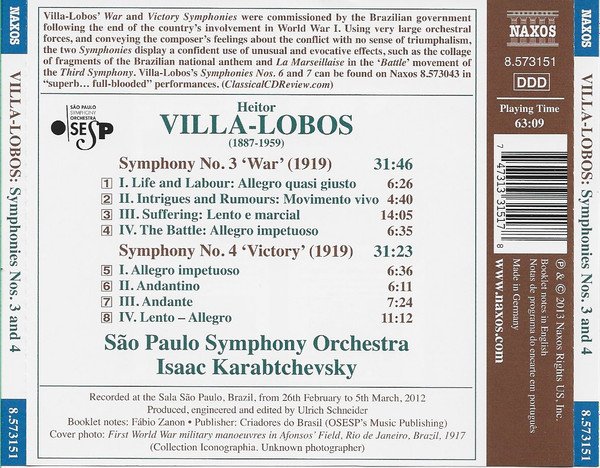 NAXOS
VILLA-LOBOS: Symphonies Nos. 3 and 4
8.573151
Villa-Lobos' War and Victory Symphonies were commissioned by the Brazilian government
following the end of the country's involvement in World War I. Using very large orchestral
forces, and conveying the composer's feelings about the conflict with no sense of triumphalism,
the two Symphonies display a confident use of unusual and evocative effects, such as the collage
of fragments of the Brazilian national anthem and La Marseillaise in the ‘Battle’ movement of
the Third Symphony. Villa-Lobos's Symphonies Nos. 6 and 7 can be found on Naxos 8.573043 in
“superb... full-blooded” performances. (ClassicalCDReview.com)
SÃO PAULO
SYMPHONY
ORCHESTRA
OSESP
Heitor
VILLA-LOBOS
(1887-1959)
Symphony No. 3 ‘War’ (1919) 31:46
1 I. Life and Labour: Allegro quasi giusto 6:26
2 II. Intrigues and Rumours: Movimento vivo 4:40
3 III. Suffering: Lento e marcial 14:05
4 IV. The Battle: Allegro impetuoso 6:35
Symphony No. 4 ‘Victory’ (1919) 31:23
5 I. Allegro impetuoso 6:36
6 II. Andantino 6:11
7 III. Andante 7:24
8 IV. Lento – Allegro 11:12
São Paulo Symphony Orchestra
Isaac Karabtchevsky
Recorded at the Sala São Paulo, Brazil, from 26th February to 5th March, 2012
Produced, engineered and edited by Ulrich Schneider
Booklet notes: Fábio Zanon • Publisher: Criadores do Brasil (OSESP's Music Publishing)
Cover photo: First World War military manoeuvres in Afonsos' Field, Rio de Janeiro, Brazil, 1917
(Collection Iconographia. Unknown photographer)
NAXOS
8.573151
DDD
Playing Time
63:09
7 47313 31517 8
℗ & © 2013 Naxos Rights US, Inc.
Booklet notes in English
Notas de programa do encarte em português
Made in Germany
www.naxos.com
NAXOS
VILLA-LOBOS: Symphonies Nos. 3 and 4
8.573151